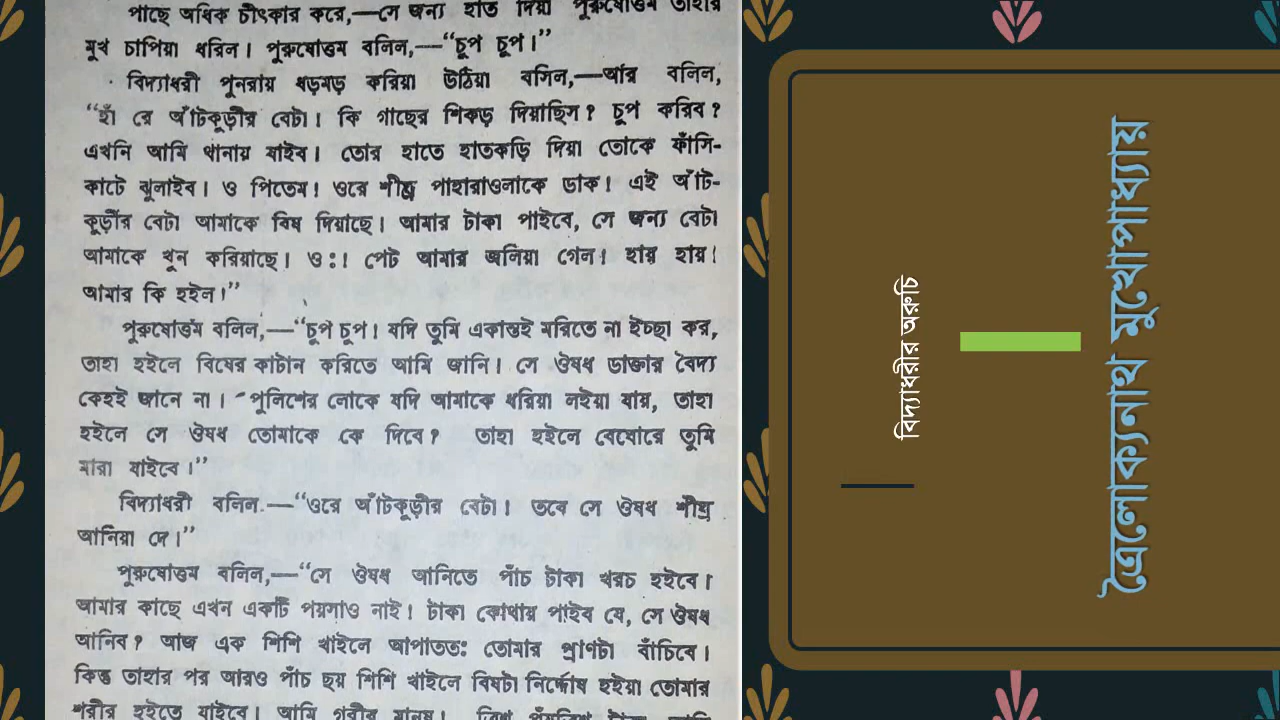 পাছে অধিক চীৎকার করে,—সে জন্য হাত দিয়া পুরুষোত্তম তাহার
মুখ চাপিয়া ধরিল। পুরুষোত্তম বলিল,—“চুপ চুপ।”
বিদ্যাধরী পুনরায় ধড়মড় করিয়া উঠিয়া বসিল,—আর বলিল,
“হাঁ রে আঁটকুড়ীর বেটা। কি গাছের শিকড় দিয়াছিস? চুপ করিব?
এখনি আমি থানায় যাইব। তোর হাতে হাতকড়ি দিয়া তোকে ফাঁসি-
কাটে ঝুলাইব। ও পিতেম! ওরে শীঘ্র পাহারাওলাকে ডাক! এই আঁট-
কুড়ীর বেটা আমাকে বিষ দিয়াছে। আমার টাকা পাইবে, সে জন্য বেটা
আমাকে খুন করিয়াছে। ও:! পেট আমার জ্বলিয়া গেল! হায় হায়!
আমার কি হইল।”
পুরুষোত্তম বলিল,—“চুপ চুপ! যদি তুমি একান্তই মরিতে না ইচ্ছা কর,
তাহা হইলে বিষের কাটান করিতে আমি জানি। সে ঔষধ ডাক্তার বৈদ্য
কেহই জানে না। পুলিশের লোকে যদি আমাকে ধরিয়া লইয়া যায়, তাহা
হইলে সে ঔষধ তোমাকে কে দিবে? তাহা হইলে বেঘোরে তুমি
মারা যাইবে।”
বিদ্যাধরী বলিল.—“ওরে আঁটকুড়ীর বেটা। তবে সে ঔষধ শীঘ্র
আনিয়া দে।”
পুরুষোত্তম বলিল,—“সে ঔষধ আনিতে পাঁচ টাকা খরচ হইবে।
আমার কাছে এখন একটি পয়সাও নাই! টাকা কোথায় পাইব যে, সে ঔষধ
আনিব? আজ এক শিশি খাইলে আপাততঃ তোমার প্রাণটা বাঁচিবে।
কিন্তু তাহার পর আরও পাঁচ ছয় শিশি খাইলে বিষটা নির্দ্দোষ হইয়া তোমার
শরীর হইতে যাইবে। আমি গরীব মানুষ।
বিদ্যাধরীর অরুচি
ত্রৈলোক্যনাথ মুখোপাধ্যায়